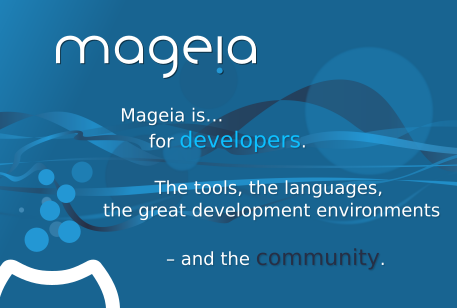 mageia
Mageia is...
for developers.
The tools, the languages,
the great development environments
– and the community.